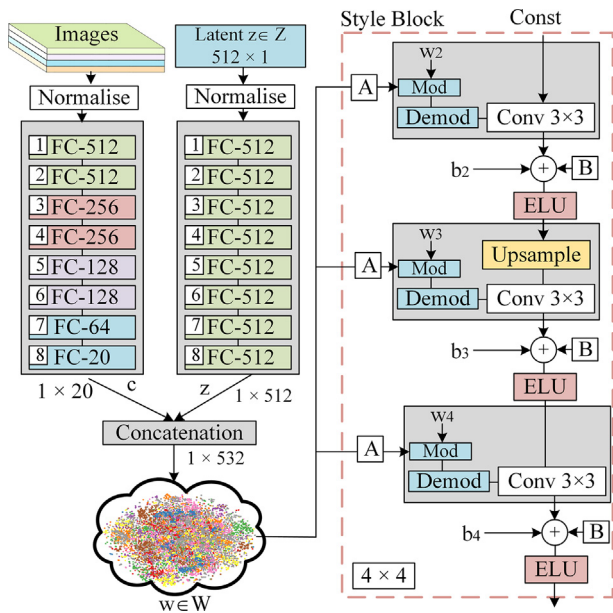 Images
Normalise
1 FC-512
2 FC-512
3 FC-256
4 FC-256
5 FC-128
6 FC-128
7 FC-64
8 FC-20
1 × 20
c
Latent z∈ Z
512 × 1
Normalise
1 FC-512
2 FC-512
3 FC-512
4 FC-512
5 FC-512
6 FC-512
7 FC-512
8 FC-512
z
1 × 512
Concatenation
1 × 532
w∈W
Style Block
Const
A
w2
Mod
Demod
Conv 3×3
b2
+
B
ELU
A
w3
Mod
Upsample
Demod
Conv 3×3
b3
+
B
ELU
A
w4
Mod
Demod
Conv 3×3
b4
+
B
ELU
4 × 4